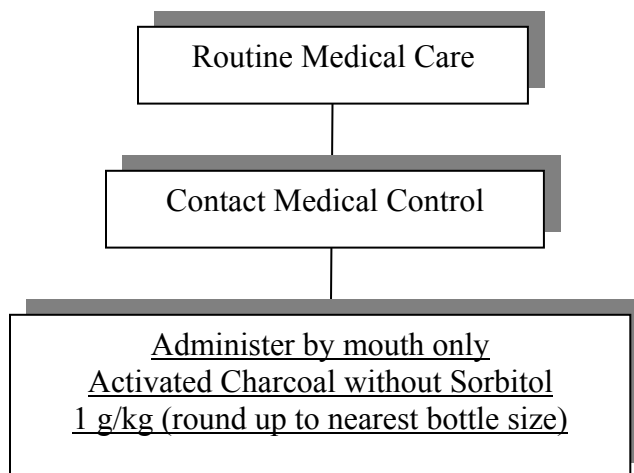 Routine Medical Care
Contact Medical Control
Administer by mouth only
Activated Charcoal without Sorbitol
1 g/kg (round up to nearest bottle size)